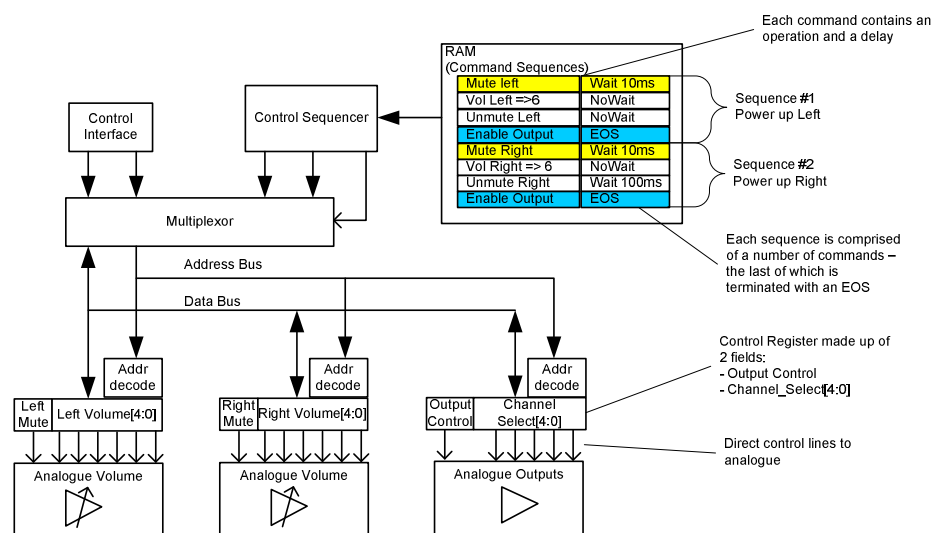 Each command contains an
operation and a delay
RAM
(Command Sequences)
Mute left Wait 10ms
Vol Left =>6 NoWait
Unmute Left NoWait
Enable Output EOS
Mute Right Wait 10ms
Vol Right => 6 NoWait
Unmute Right Wait 100ms
Enable Output EOS
Sequence #1
Power up Left
Sequence #2
Power up Right
Control
Interface
Control Sequencer
Multiplexor
Each sequence is comprised
of a number of commands –
the last of which is
terminated with an EOS
Address Bus
Data Bus
Addr
decode
Addr
decode
Addr
decode
Control Register made up of
2 fields:
- Output Control
- Channel_Select[4:0]
Left
Mute
Left Volume[4:0]
Right
Mute
Right Volume[4:0]
Output
Control
Channel
Select[4:0]
Direct control lines to
analogue
Analogue Volume
Analogue Volume
Analogue Outputs